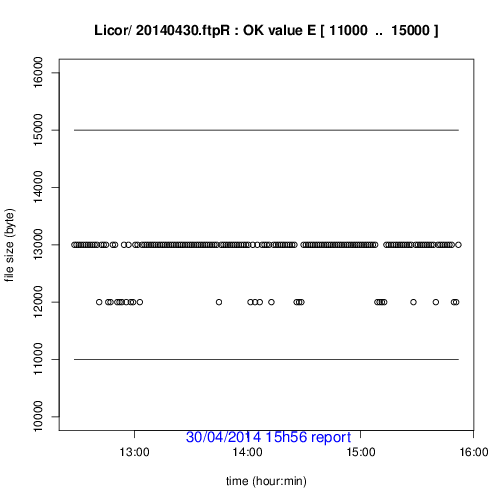 Licor/ 20140430.ftpR : OK value E [ 11000 .. 15000 ]
file size (byte)
16000
15000
14000
13000
12000
11000
10000
30/04/2014 15h56 report
13:00 14:00 15:00 16:00
time (hour:min)